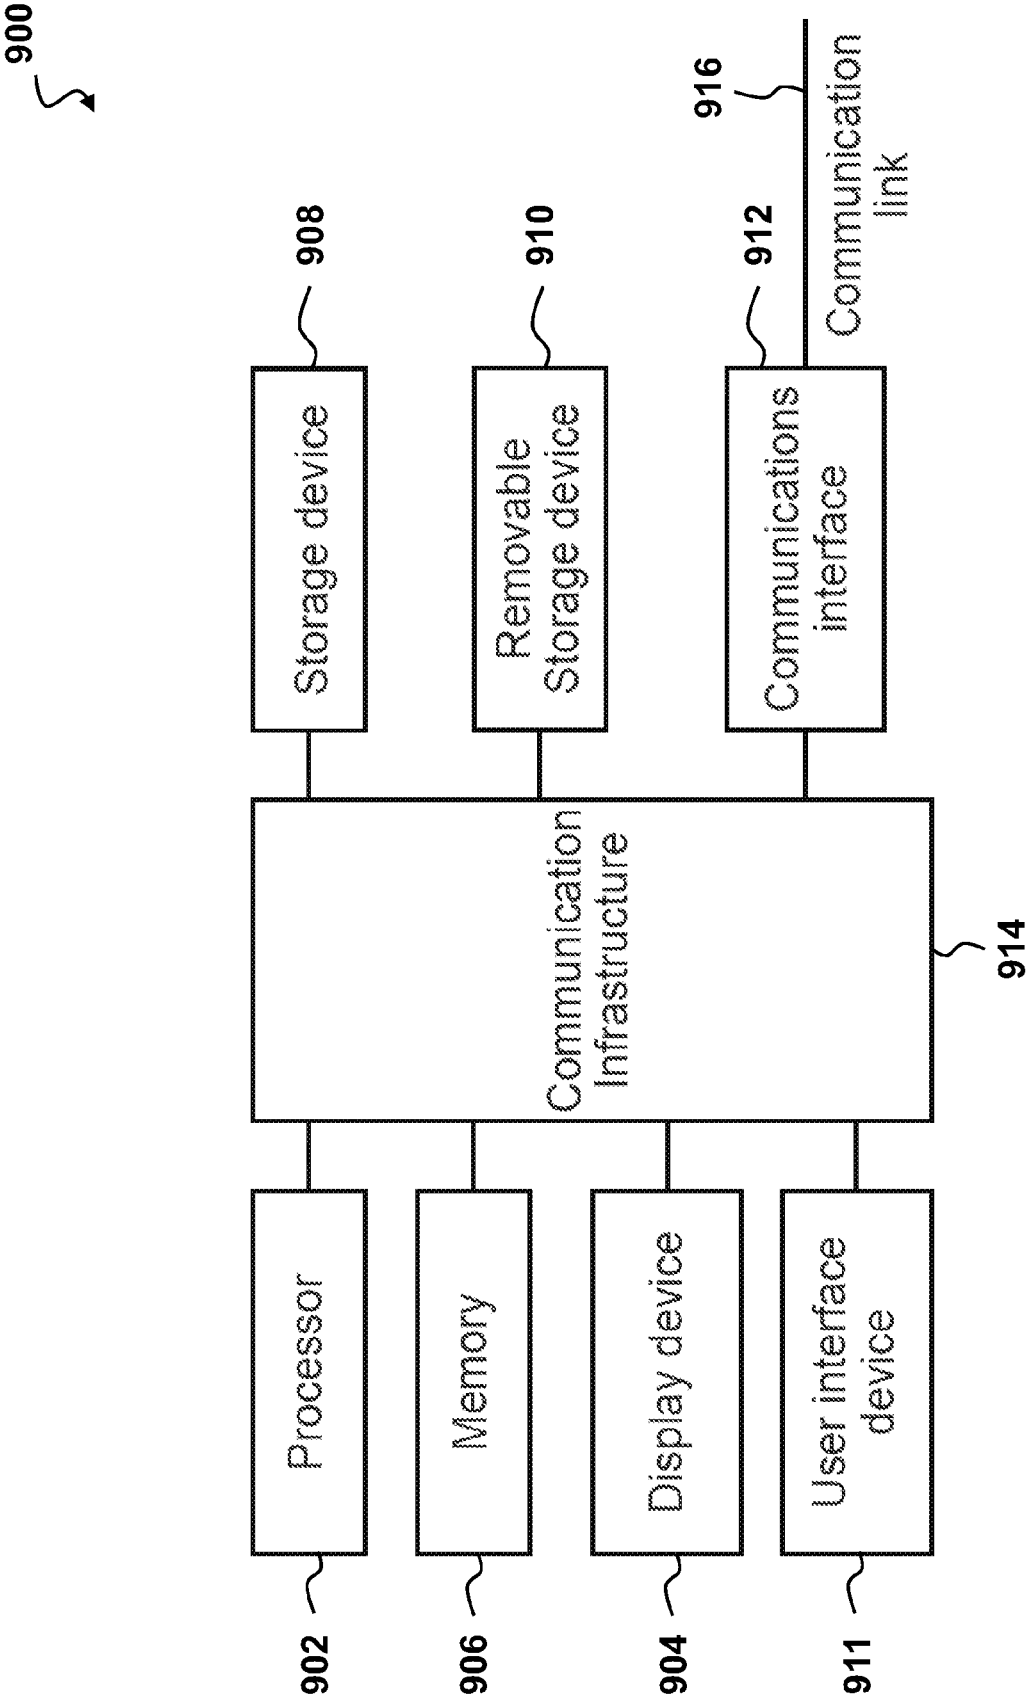 900
902
Processor
906
Memory
904
Display device
911
User interface
device
Communication
Infrastructure
914
Storage device
908
Removable
Storage device
910
Communications
interface
912
916
Communication
link